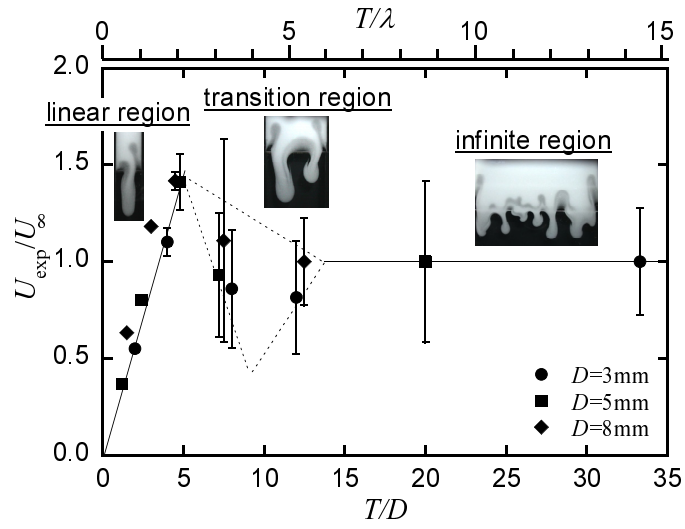 T/λ
0 5 10 15
2.0
1.5
1.0
0.5
0.0
U_exp/U_∞
linear region
transition region
infinite region
D=3mm
D=5mm
D=8mm
0 5 10 15 20 25 30 35
T/D